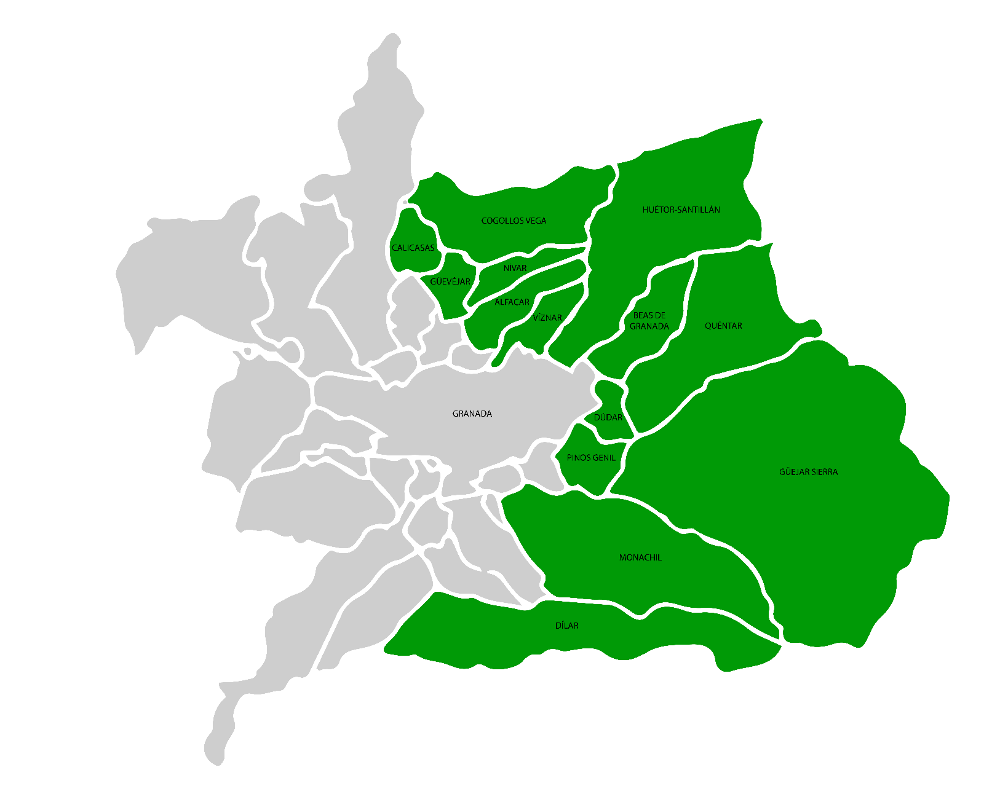 HUÉTOR-SANTILLÁN
COGOLLOS VEGA
CALICASAS
NÍVAR
GÜEVÉJAR
ALFACAR
VÍZNAR
BEAS DE
GRANADA
QUÉNTAR
GRANADA
DÚDAR
PINOS GENIL
GÜEJAR SIERRA
MONACHIL
DÍLAR